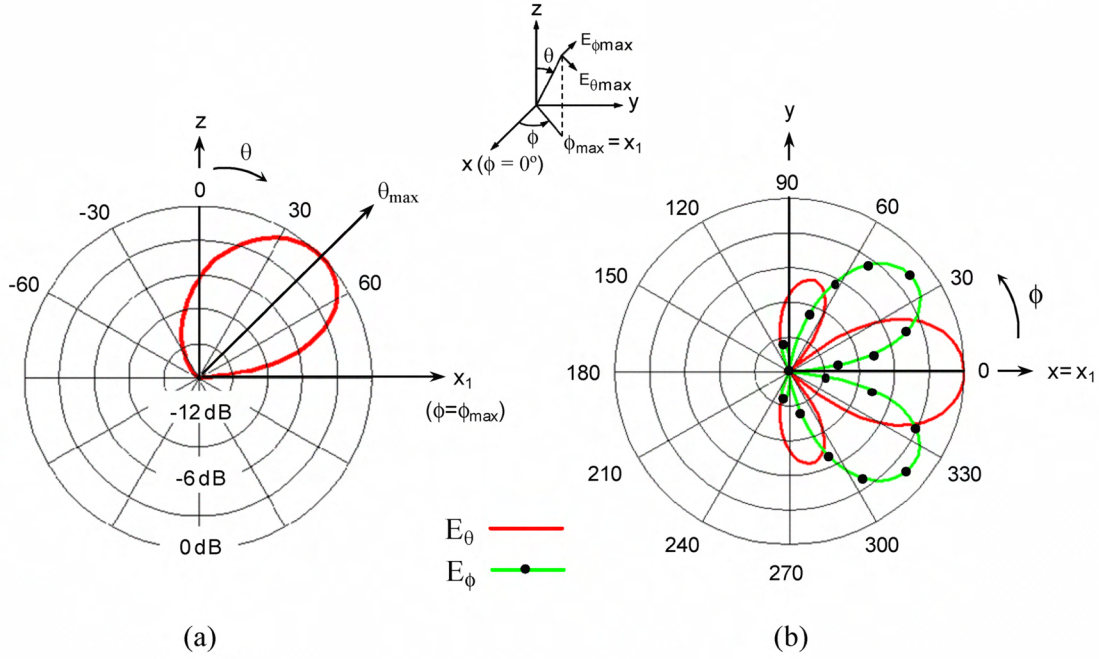 z
θ
E ϕmax
E θmax
y
ϕ
ϕmax = x1
x (ϕ = 0º)
z
θ
0
-30
30
θmax
-60
60
x1
(ϕ=ϕmax)
-12 dB
-6 dB
0 dB
(a)
y
90
120
60
150
30
ϕ
180
0
x= x1
210
330
240
300
270
Eθ
Eϕ
(b)